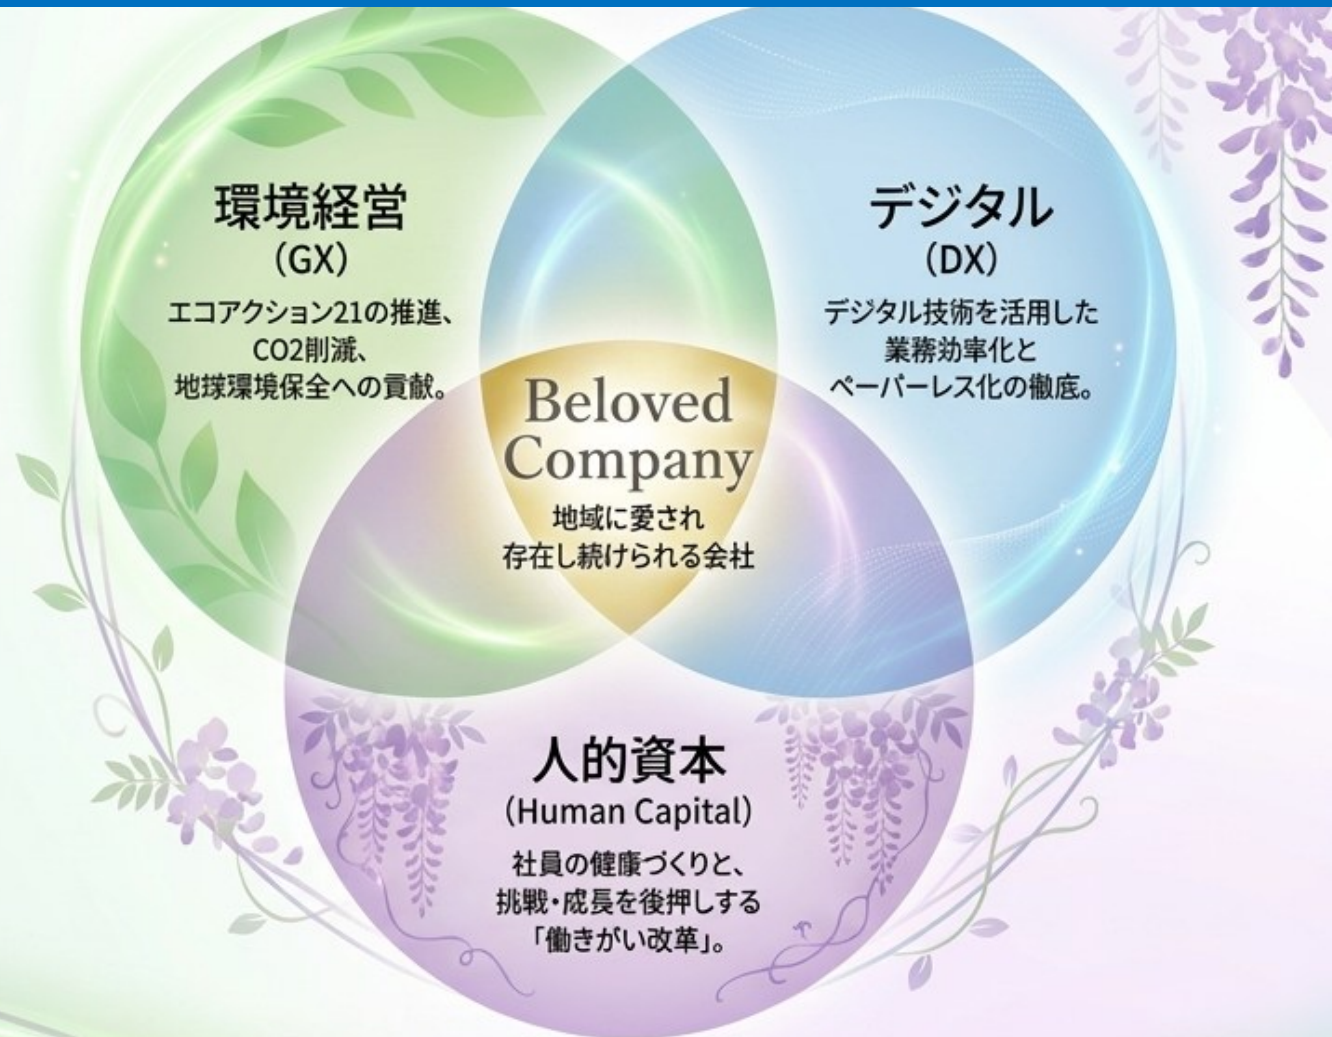 環境経営
(GX)
エコアクション21の推進、
CO2削減、
地球環境保全への貢献。
デジタル
(DX)
デジタル技術を活用した
業務効率化と
ペーパーレス化の徹底。
Beloved
Company
地域に愛され
存在し続けられる会社
人的資本
(Human Capital)
社員の健康づくりと、
挑戦・成長を後押しする
「働きがい改革」。